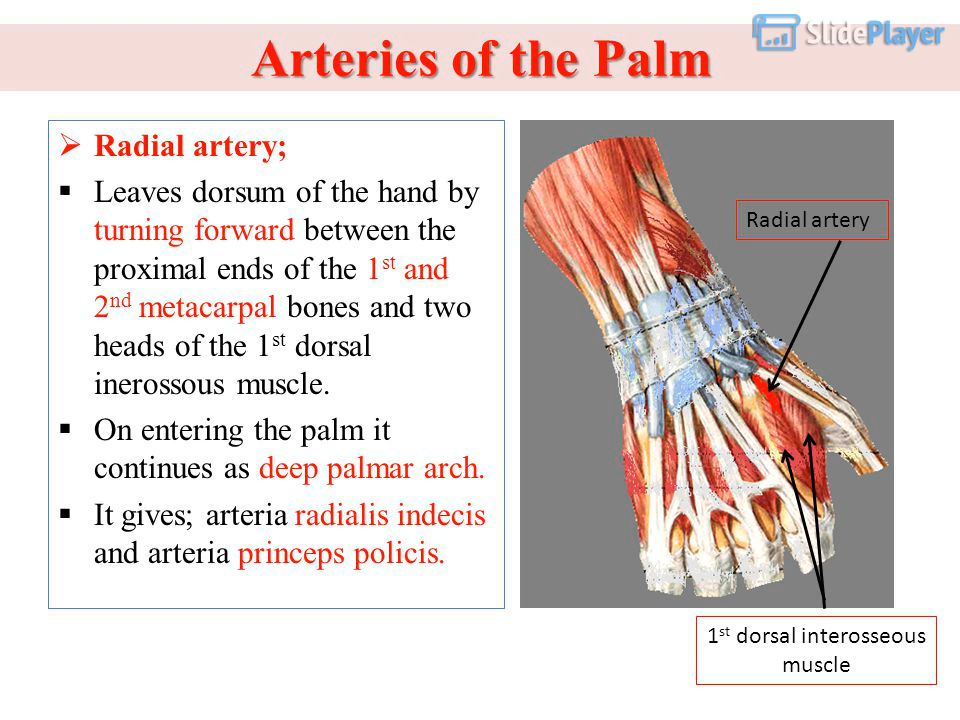 SlidePlayer
Arteries of the Palm
Radial artery;
Leaves dorsum of the hand by
turning forward between the
proximal ends of the 1st and
2nd metacarpal bones and two
heads of the 1st dorsal
inerossous muscle.
On entering the palm it
continues as deep palmar arch.
It gives; arteria radialis indecis
and arteria princeps policis.
Radial artery
1st dorsal interosseous
muscle